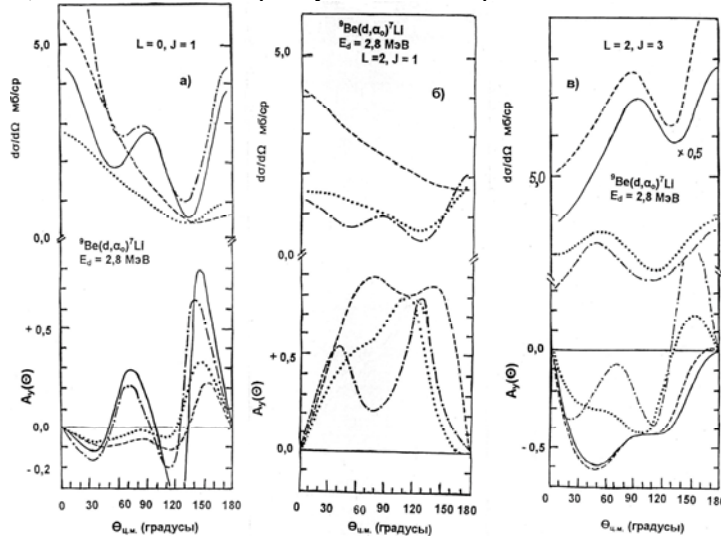 5,0
L = 0, J = 1
a)
dσ/dΩ мб/ср
0,0
⁹Be(d,α₀)⁷LI
E_d = 2,8 МэВ
+ 0,5
A_y(Θ)
0,0
- 0,2
0 30 60 90 120 150 180
Θ ц.м. (градусы)
⁹Be(d,α₀)⁷LI
E_d = 2,8 МэВ
L =2, J = 1
5,0
б)
dσ/dΩ мб/ср
0,0
+ 0,5
A_y(Θ)
0,0
0 30 60 90 120 150 180
Θ ц.м. (градусы)
L = 2, J = 3
в)
dσ/dΩ мб/ср
× 0,5
5,0
⁹Be(d,α₀)⁷LI
E_d = 2,8 МэВ
0,0
A_y(Θ)
- 0,5
0 30 60 90 120 150 180
Θ ц.м. (градусы)